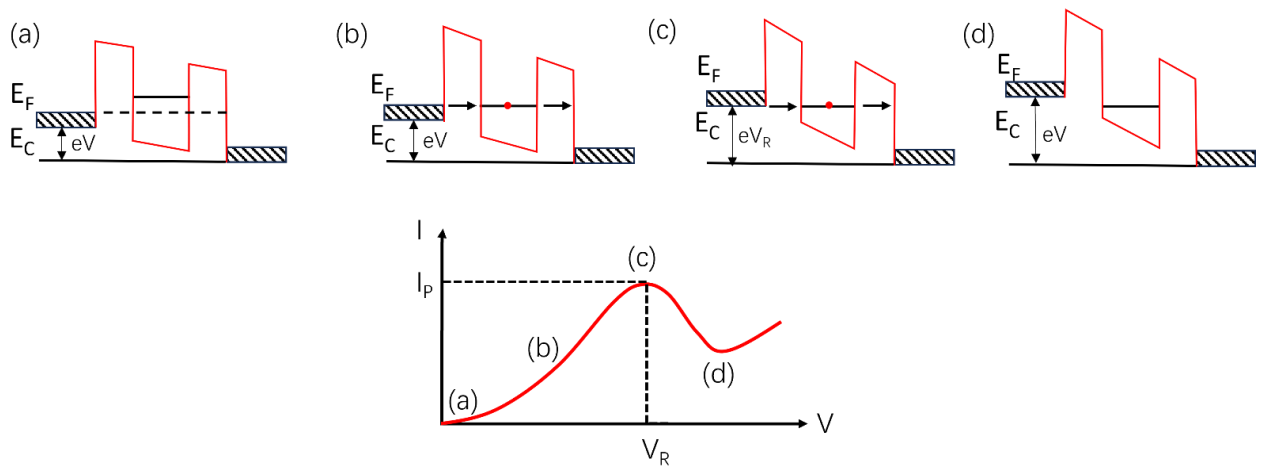 (a)
E_F
E_C
eV
(b)
E_F
E_C
eV
(c)
E_F
E_C
eV_R
(d)
E_F
E_C
eV
I
I_P
(a)
(b)
(c)
(d)
V
V_R